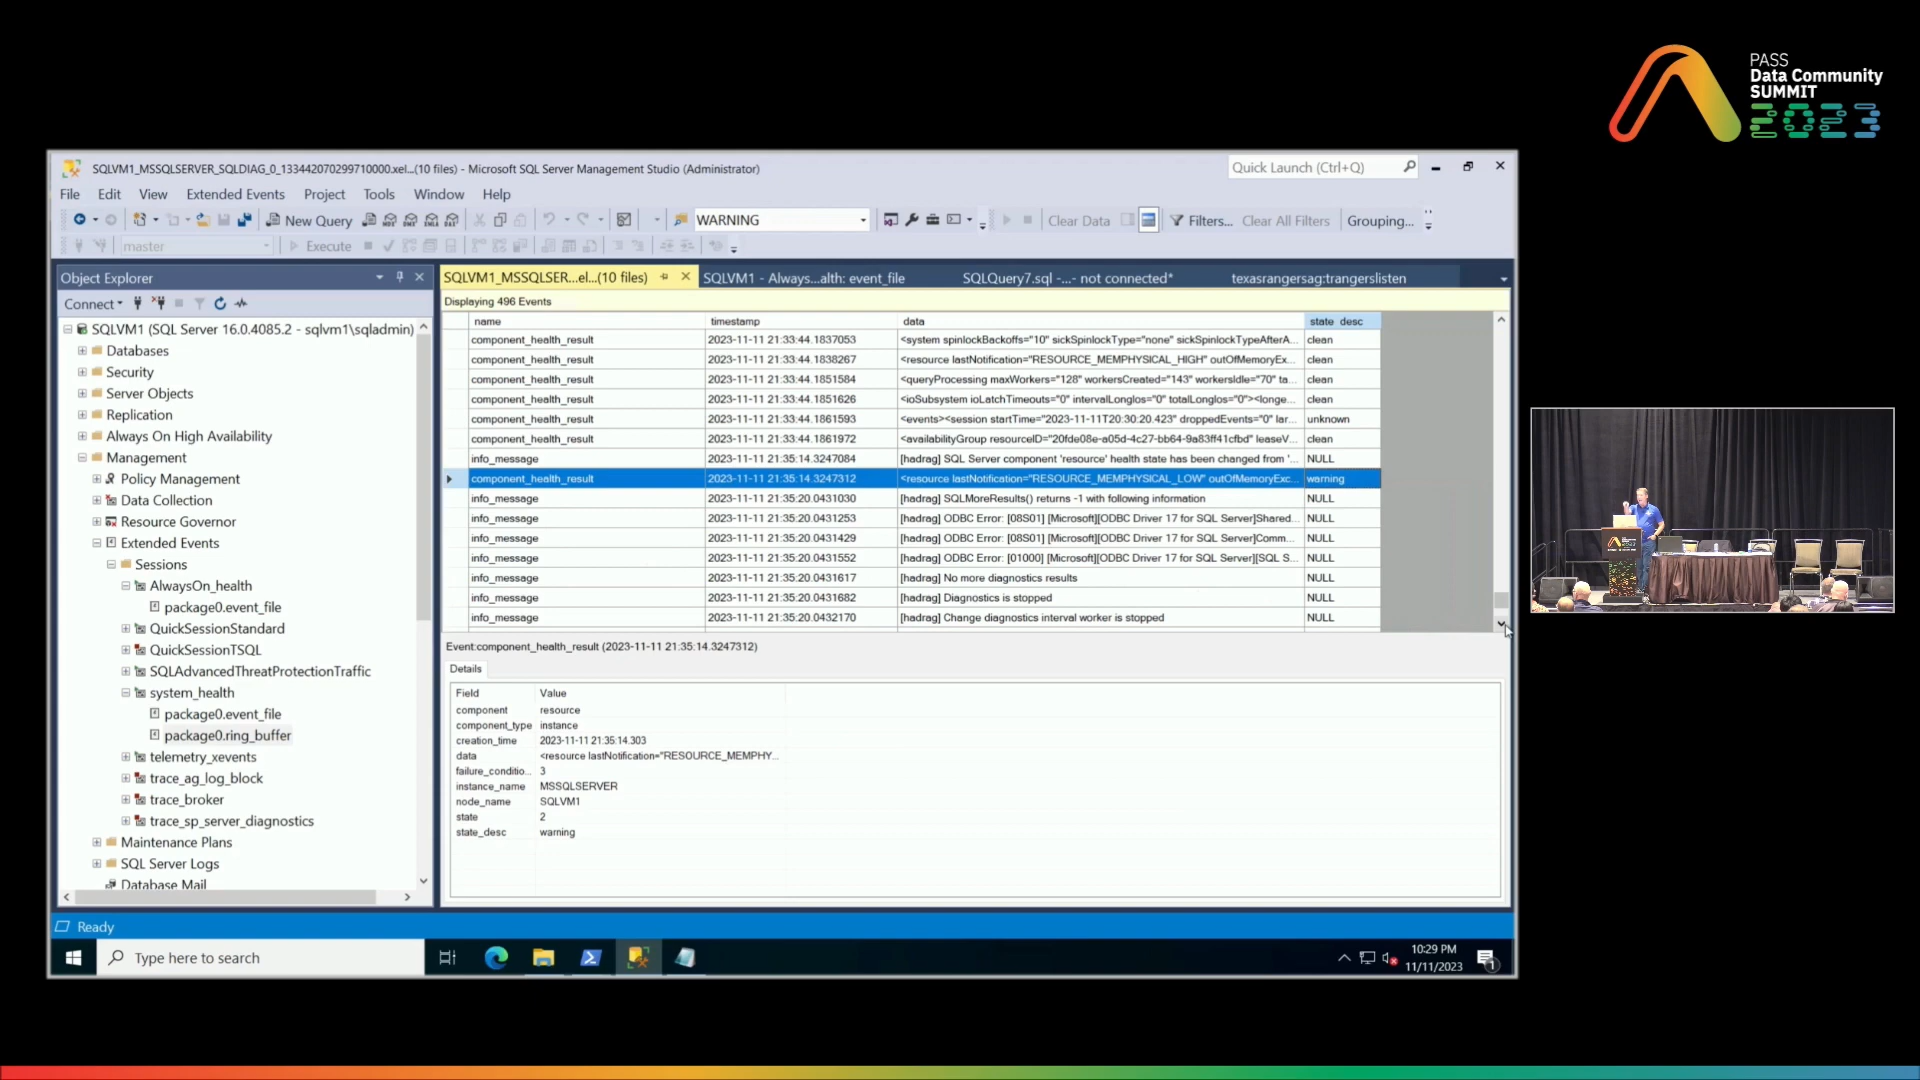 PASS
Data Community
SUMMIT
2023
SQLVM1_MSSQLSERVER_SQLDIAG_0_133442070299710000.xel...(10 files) - Microsoft SQL Server Management Studio (Administrator)
Quick Launch (Ctrl+Q)
File Edit View Extended Events Project Tools Window Help
New Query WARNING Clear Data Filters... Clear All Filters Grouping...
master Execute
Object Explorer
SQLVM1_MSSQLSER...el...(10 files) SQLVM1 - Always...alth: event_file SQLQuery7.sql -...- not connected* texasrangersag:trangerslisten
Connect
Displaying 496 Events
SQLVM1 (SQL Server 16.0.4085.2 - sqlvm1\sqladmin)
Databases
Security
Server Objects
Replication
Always On High Availability
Management
Policy Management
Data Collection
Resource Governor
Extended Events
Sessions
AlwaysOn_health
package0.event_file
QuickSessionStandard
QuickSessionTSQL
SQLAdvancedThreatProtectionTraffic
system_health
package0.event_file
package0.ring_buffer
telemetry_xevents
trace_ag_log_block
trace_broker
trace_sp_server_diagnostics
Maintenance Plans
SQL Server Logs
Database Mail
name timestamp data state_desc
component_health_result 2023-11-11 21:33:44.1837053 <system spinlockBackoffs="10" sickSpinlockType="none" sickSpinlockTypeAfterA... clean
component_health_result 2023-11-11 21:33:44.1838267 <resource lastNotification="RESOURCE_MEMPHYSICAL_HIGH" outOfMemoryEx... clean
component_health_result 2023-11-11 21:33:44.1851584 <queryProcessing maxWorkers="128" workersCreated="143" workersIdle="70" ta... clean
component_health_result 2023-11-11 21:33:44.1851626 <ioSubsystem ioLatchTimeouts="0" intervalLongIos="0" totalLongIos="0"><longe... clean
component_health_result 2023-11-11 21:33:44.1861593 <events><session startTime="2023-11-11T20:30:20.423" droppedEvents="0" lar... unknown
component_health_result 2023-11-11 21:33:44.1861972 <availabilityGroup resourceID="20fde08e-a05d-4c27-bb64-9a83ff41cfbd" leaseV... clean
info_message 2023-11-11 21:35:14.3247084 [hadrag] SQL Server component 'resource' health state has been changed from '... NULL
component_health_result 2023-11-11 21:35:14.3247312 <resource lastNotification="RESOURCE_MEMPHYSICAL_LOW" outOfMemoryExc... warning
info_message 2023-11-11 21:35:20.0431030 [hadrag] SQLMoreResults() returns -1 with following information NULL
info_message 2023-11-11 21:35:20.0431253 [hadrag] ODBC Error: [08S01] [Microsoft][ODBC Driver 17 for SQL Server]Shared... NULL
info_message 2023-11-11 21:35:20.0431429 [hadrag] ODBC Error: [08S01] [Microsoft][ODBC Driver 17 for SQL Server]Comm... NULL
info_message 2023-11-11 21:35:20.0431552 [hadrag] ODBC Error: [01000] [Microsoft][ODBC Driver 17 for SQL Server][SQL S... NULL
info_message 2023-11-11 21:35:20.0431617 [hadrag] No more diagnostics results NULL
info_message 2023-11-11 21:35:20.0431682 [hadrag] Diagnostics is stopped NULL
info_message 2023-11-11 21:35:20.0432170 [hadrag] Change diagnostics interval worker is stopped NULL
Event:component_health_result (2023-11-11 21:35:14.3247312)
Details
Field Value
component resource
component_type instance
creation_time 2023-11-11 21:35:14.303
data <resource lastNotification="RESOURCE_MEMPHY...
failure_conditio... 3
instance_name MSSQLSERVER
node_name SQLVM1
state 2
state_desc warning
Ready
Type here to search
10:29 PM
11/11/2023
1